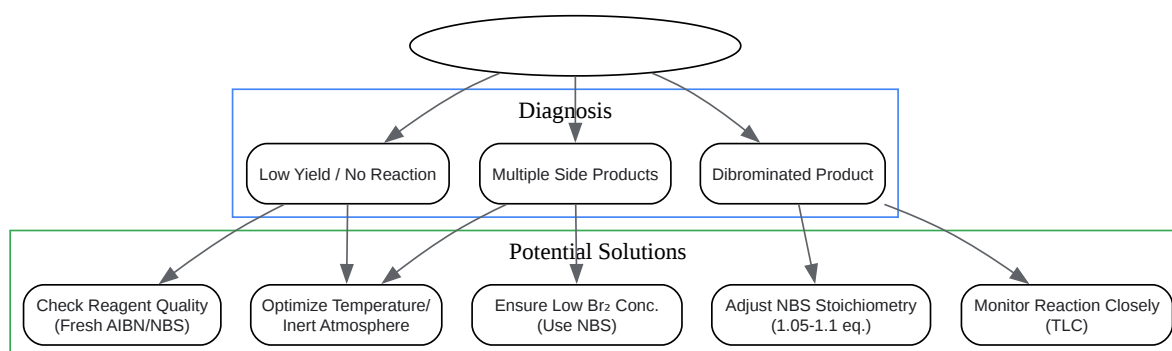 Diagnosis
Low Yield / No Reaction
Multiple Side Products
Dibrominated Product
Potential Solutions
Check Reagent Quality
(Fresh AIBN/NBS)
Optimize Temperature/
Inert Atmosphere
Ensure Low Br₂ Conc.
(Use NBS)
Adjust NBS Stoichiometry
(1.05-1.1 eq.)
Monitor Reaction Closely
(TLC)